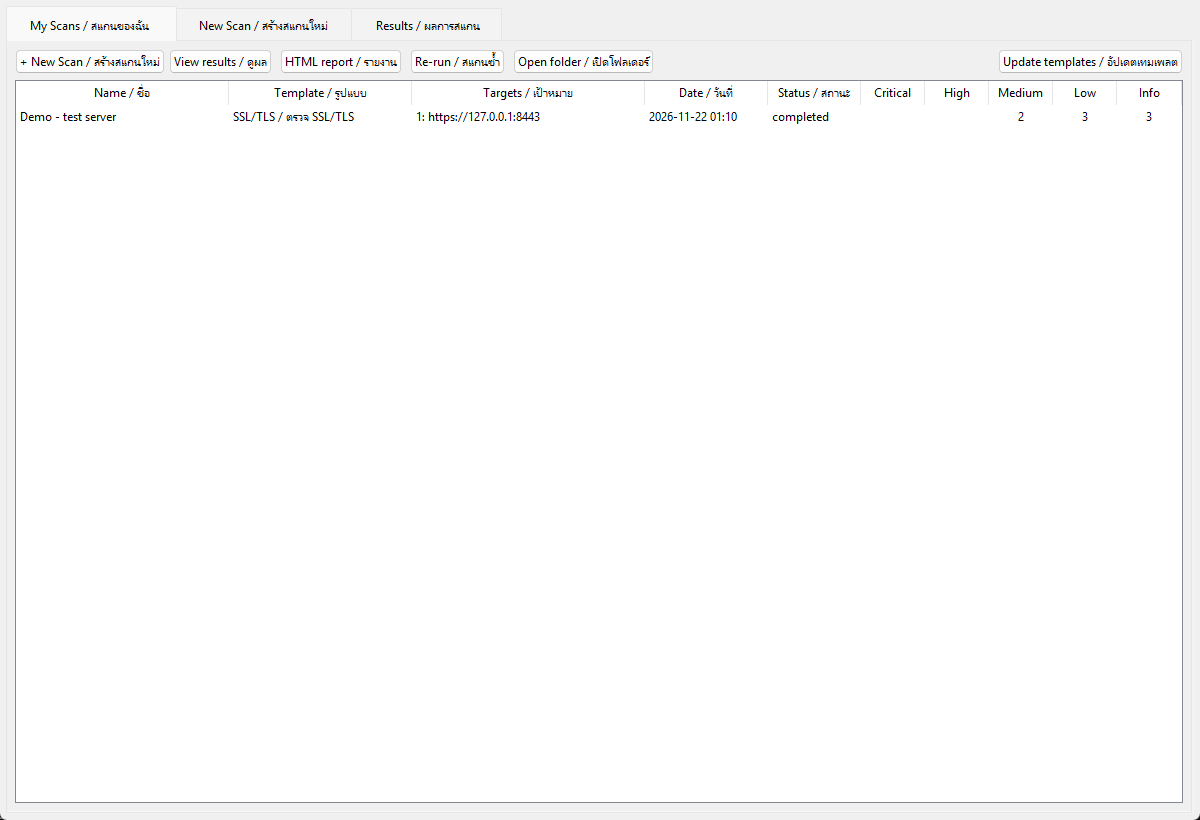 My Scans / สแกนของฉัน New Scan / สร้างสแกนใหม่ Results / ผลการสแกน
+ New Scan / สร้างสแกนใหม่ View results / ดูผล HTML report / รายงาน Re-run / สแกนซ้ำ Open folder / เปิดโฟลเดอร์ Update templates / อัปเดตเทมเพลต
Name / ชื่อ Template / รูปแบบ Targets / เป้าหมาย Date / วันที่ Status / สถานะ Critical High Medium Low Info
Demo - test server SSL/TLS / ตรวจ SSL/TLS 1: https://127.0.0.1:8443 2026-11-22 01:10 completed 2 3 3